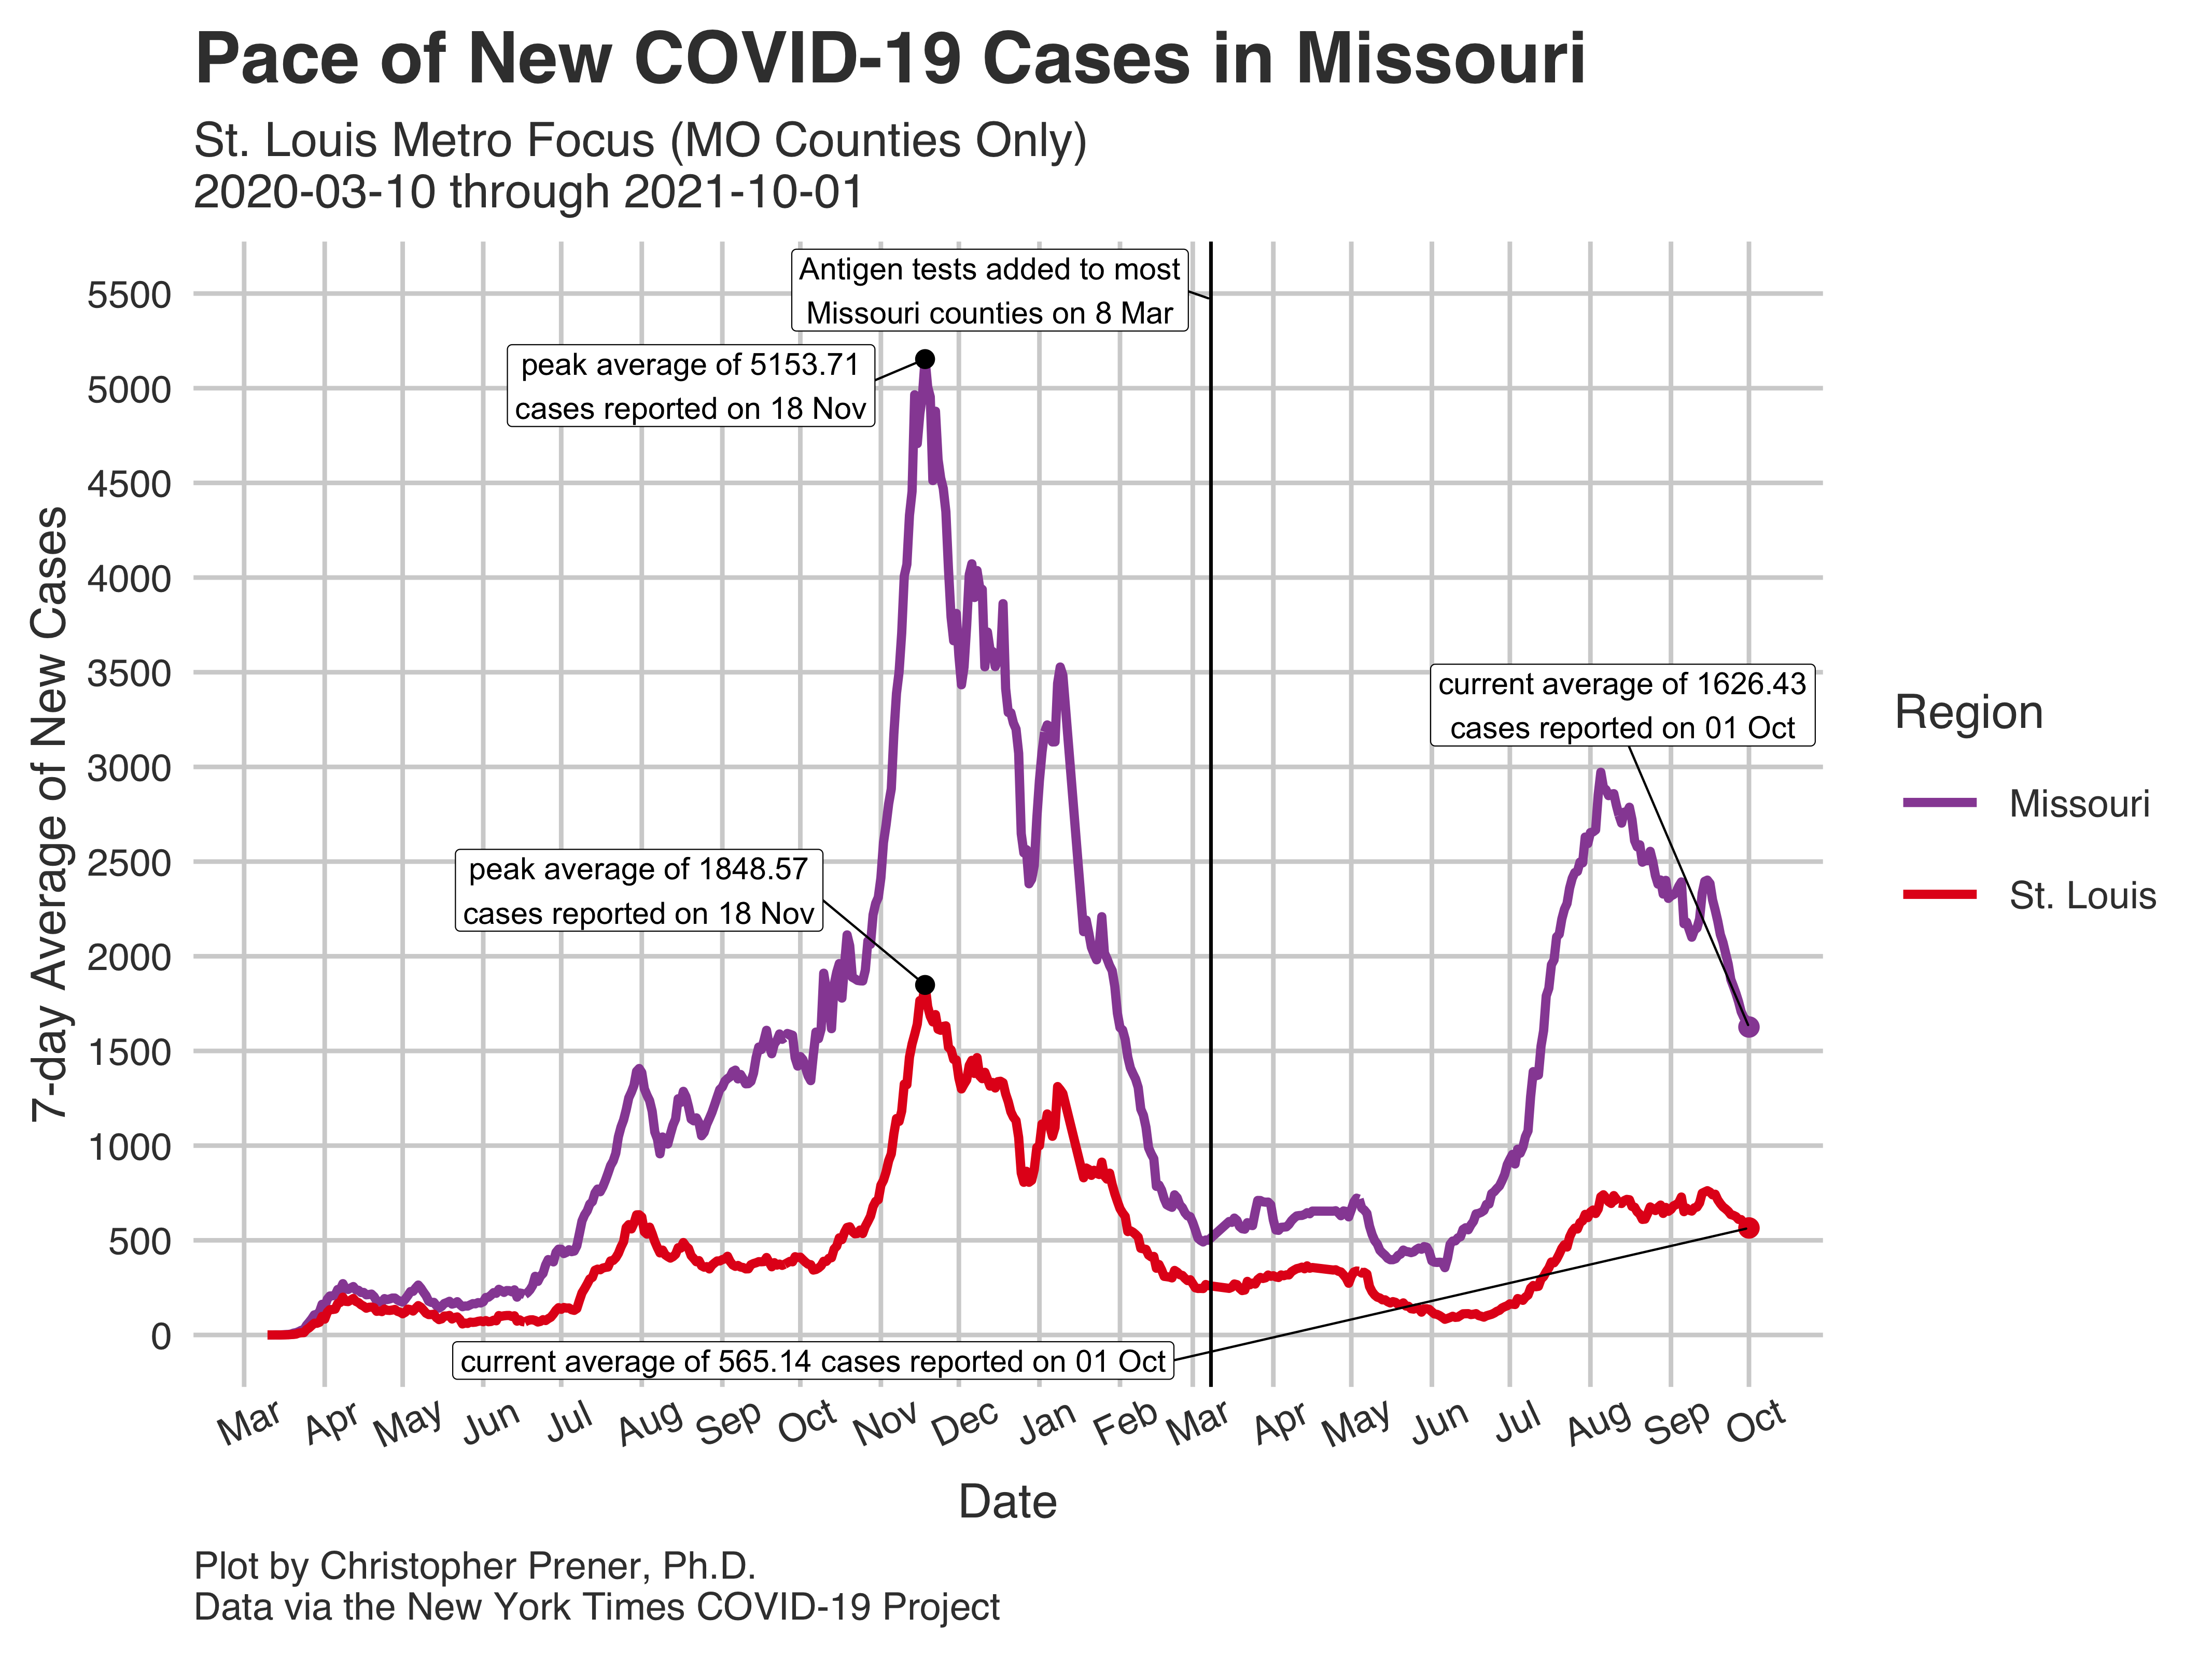 Pace of New COVID-19 Cases in Missouri
St. Louis Metro Focus (MO Counties Only)
2020-03-10 through 2021-10-01
Antigen tests added to most
Missouri counties on 8 Mar
peak average of 5153.71
cases reported on 18 Nov
current average of 1626.43
cases reported on 01 Oct
peak average of 1848.57
cases reported on 18 Nov
current average of 565.14 cases reported on 01 Oct
7-day Average of New Cases
5500
5000
4500
4000
3500
3000
2500
2000
1500
1000
500
0
Mar
Apr
May
Jun
Jul
Aug
Sep
Oct
Nov
Dec
Jan
Feb
Mar
Apr
May
Jun
Jul
Aug
Sep
Oct
Date
Region
Missouri
St. Louis
Plot by Christopher Prener, Ph.D.
Data via the New York Times COVID-19 Project